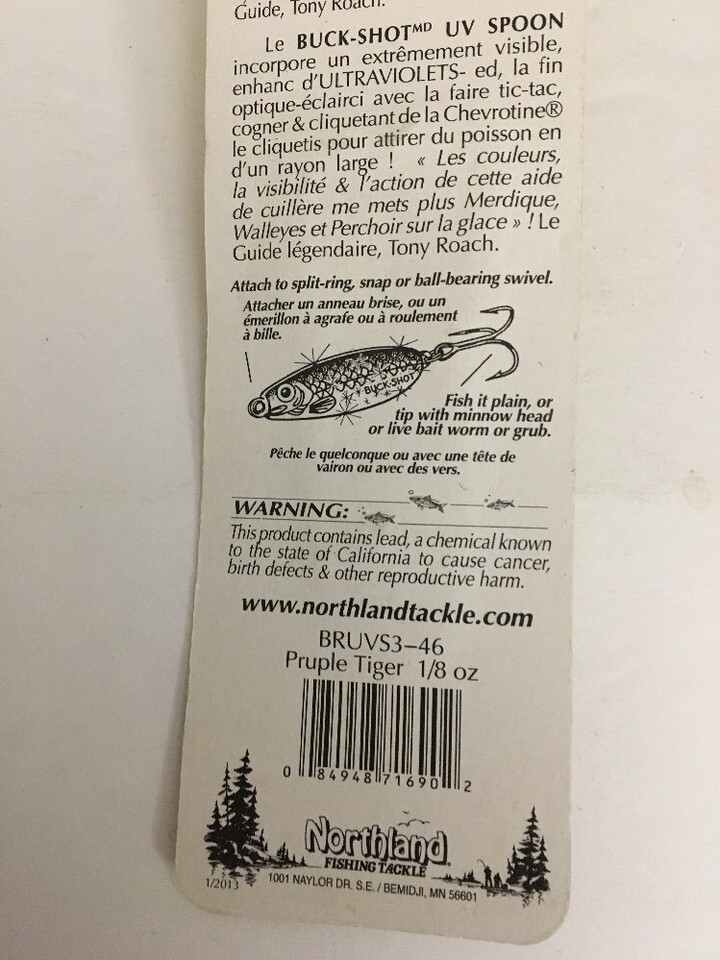 Guide, Tony Roach.
Le BUCK-SHOTᴹᴰ UV SPOON
incorpore un extrêmement visible,
enhanc d'ULTRAVIOLETS- ed, la fin
optique-éclairci avec la faire tic-tac,
cogner & cliquetant de la Chevrotine®
le cliquetis pour attirer du poisson en
d'un rayon large ! « Les couleurs,
la visibilité & l'action de cette aide
de cuillère me mets plus Merdique,
Walleyes et Perchoir sur la glace » ! Le
Guide légendaire, Tony Roach.
Attach to split-ring, snap or ball-bearing swivel.
Attacher un anneau brise, ou un
émerillon à agrafe ou à roulement
à bille.
BUCK-SHOT
Fish it plain, or
tip with minnow head
or live bait worm or grub.
Pêche le quelconque ou avec une tête de
vairon ou avec des vers.
WARNING:
This product contains lead, a chemical known
to the state of California to cause cancer,
birth defects & other reproductive harm.
www.northlandtackle.com
BRUVS3-46
Pruple Tiger 1/8 oz
0 84948 71690 2
Northland®
FISHING TACKLE
1/2013
1001 NAYLOR DR. S.E. / BEMIDJI, MN 56601